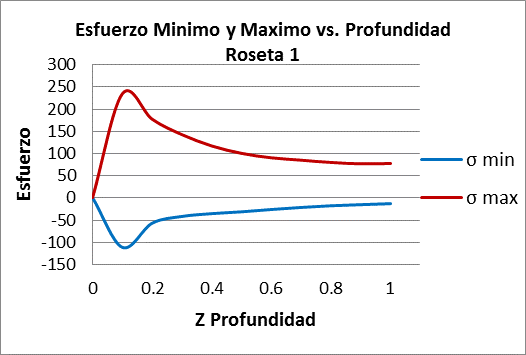 Esfuerzo Minimo y Maximo vs. Profundidad
Roseta 1
300
250
200
150
100
50
0
-50
-100
-150
Esfuerzo
0 0.2 0.4 0.6 0.8 1
Z Profundidad
σ min
σ max